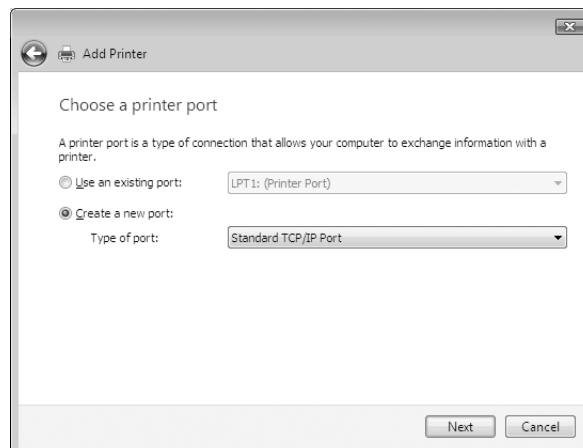 Add Printer
Choose a printer port
A printer port is a type of connection that allows your computer to exchange information with a
printer.
Use an existing port: LPT1: (Printer Port)
Create a new port:
Type of port: Standard TCP/IP Port
Next Cancel